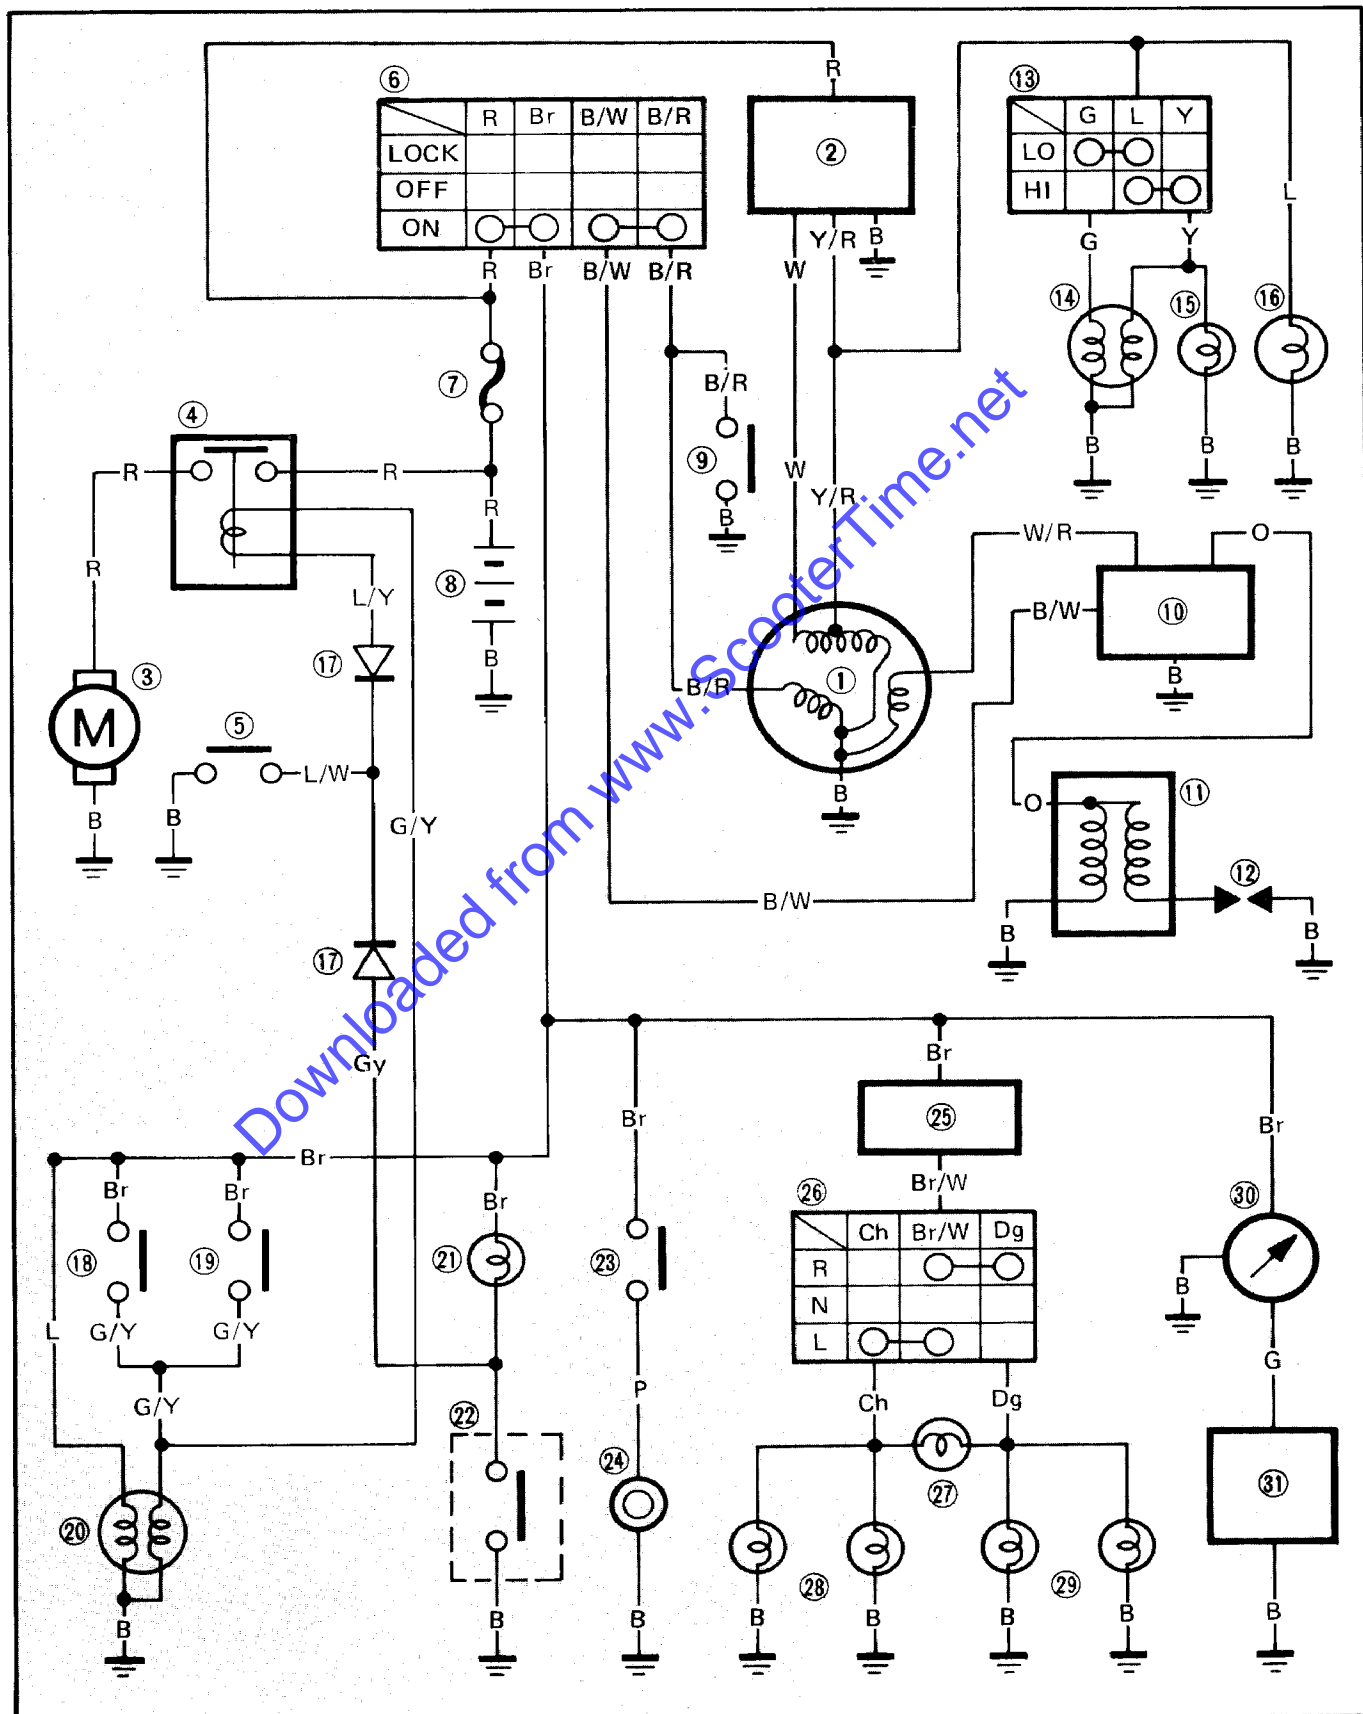 R
⑥
R Br B/W B/R
LOCK
OFF
ON
R Br B/W B/R
②
W Y/R B
⑬
G L Y
LO
HI
G Y L
⑭ ⑮ ⑯
B B B
⑦
B/R
⑨
B
④
R R R
W Y/R
R
L/Y
⑧
B
W/R O
B/W ⑩
B
③
M
B
⑰
⑤
L/W
B
G/Y
B/R ①
B
O ⑪
⑫
B B
B/W
⑰
Gy
Downloaded from www.ScooterTime.net
Br
Br Br Br Br Br
⑱ ⑲ ㉑ ㉓
L G/Y G/Y
G/Y
P
⑳
B
㉒
B
㉔
B
㉕
Br/W
㉖
Ch Br/W Dg
R
N
L
Ch Dg
㉗
㉘ ㉙
B B B B
Br
㉚
B
G
㉛
B